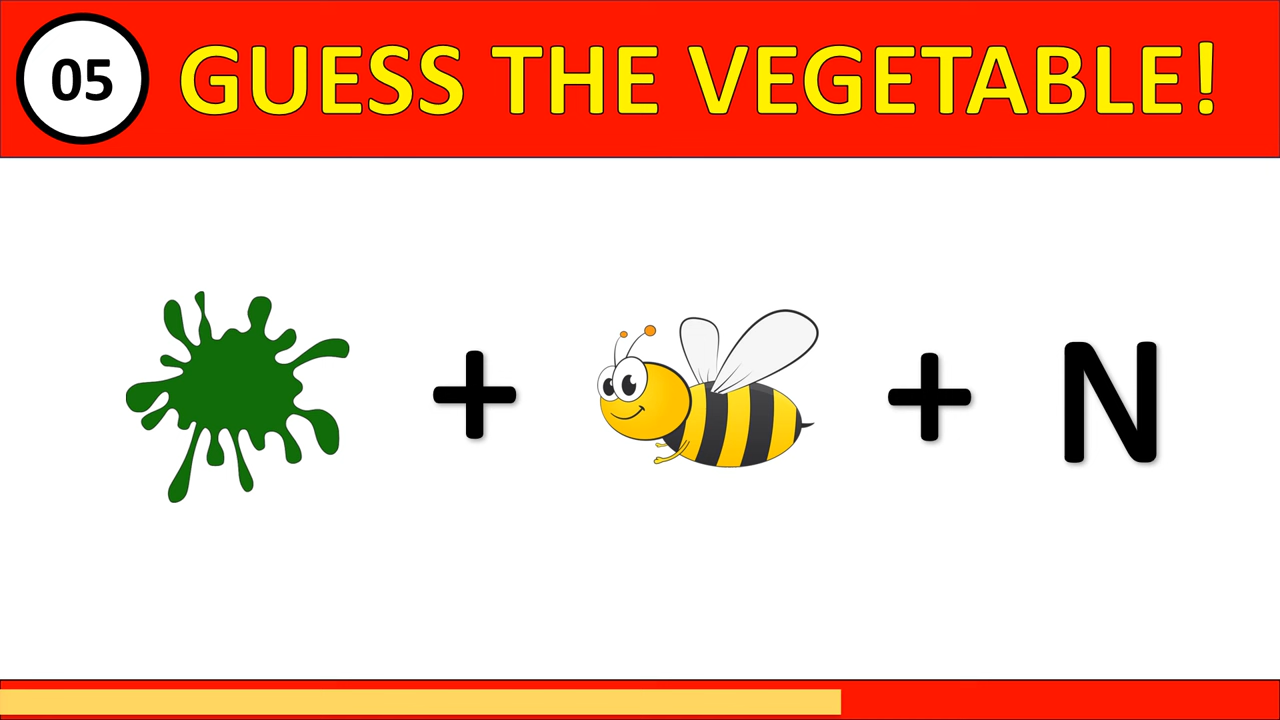 05 GUESS THE VEGETABLE!
+ + N